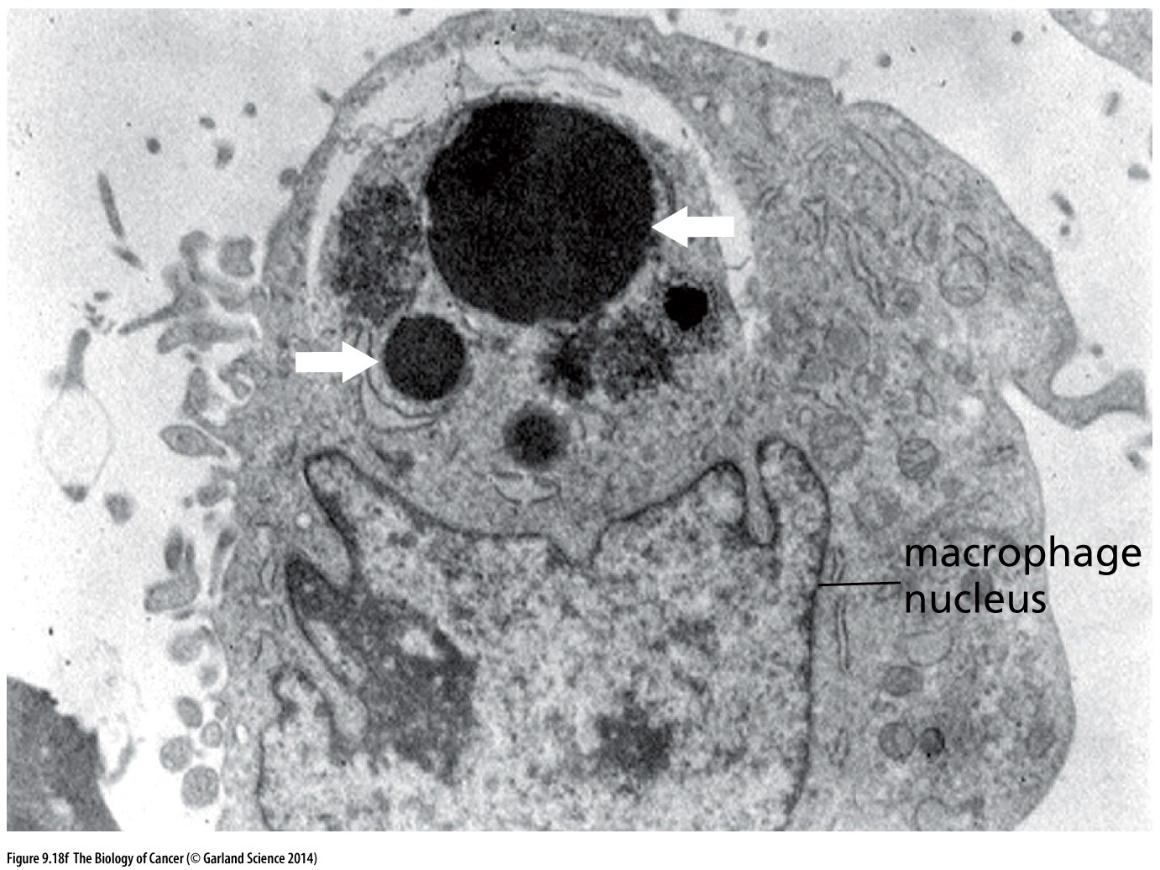 macrophage
nucleus
Figure 9.18f The Biology of Cancer (© Garland Science 2014)